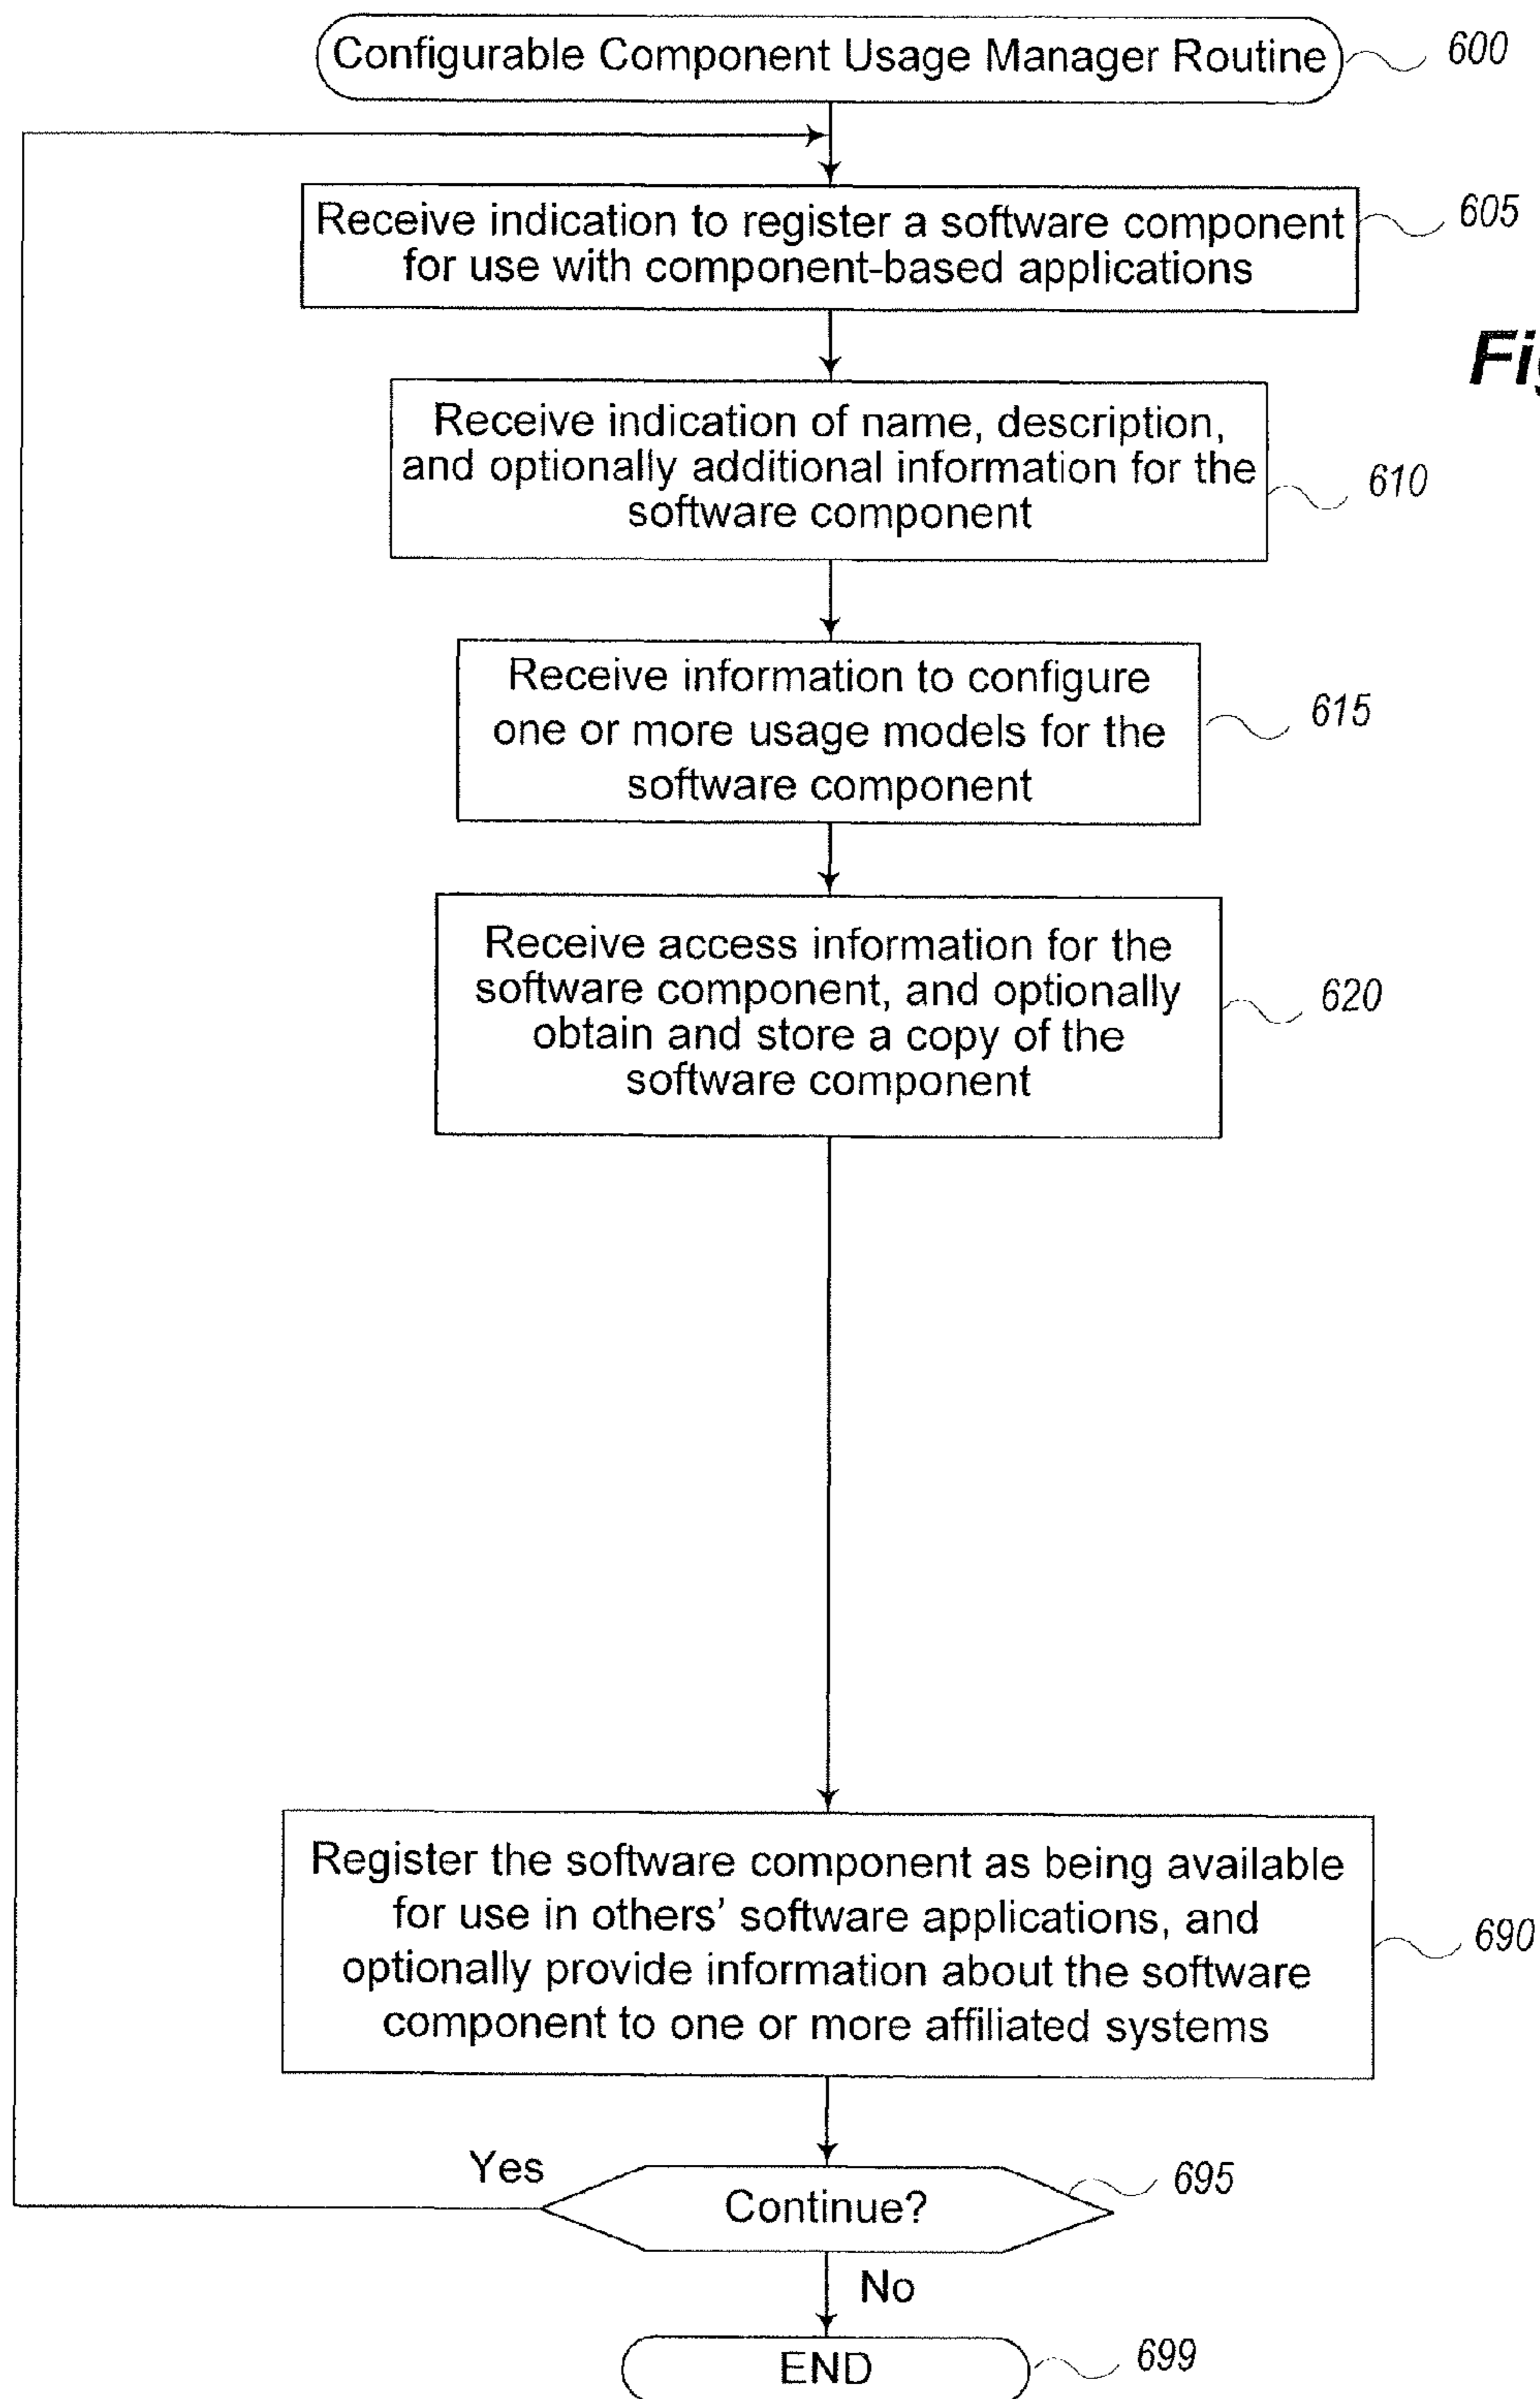 Configurable Component Usage Manager Routine
600
Receive indication to register a software component
for use with component-based applications
605
Fig
Receive indication of name, description,
and optionally additional information for the
software component
610
Receive information to configure
one or more usage models for the
software component
615
Receive access information for the
software component, and optionally
obtain and store a copy of the
software component
620
Register the software component as being available
for use in others’ software applications, and
optionally provide information about the software
component to one or more affiliated systems
690
Yes
Continue?
695
No
END
699